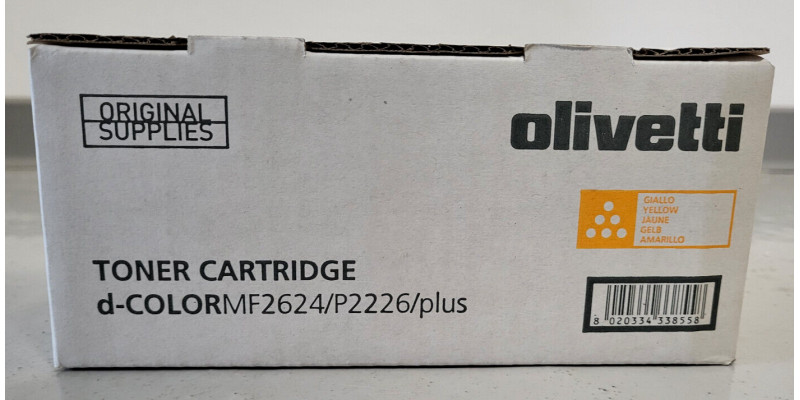 ORIGINAL
SUPPLIES
olivetti
GIALLO
YELLOW
JAUNE
GELB
AMARILLO
TONER CARTRIDGE
d-COLORMF2624/P2226/plus
8 020334 338558